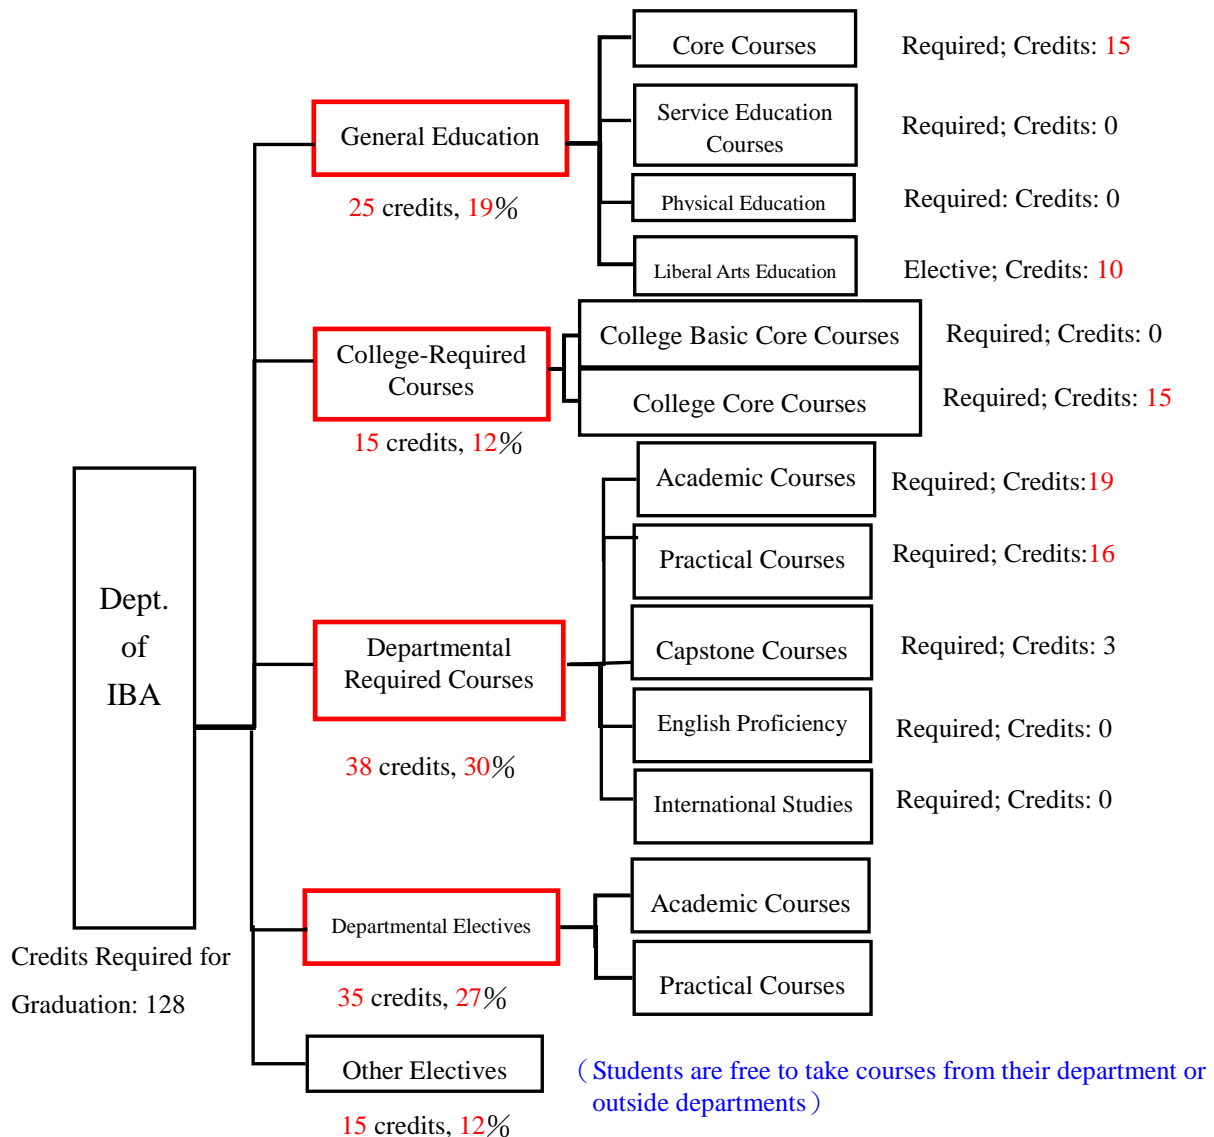 Core Courses
Required; Credits: 15
Service Education
Courses
Required; Credits: 0
General Education
25 credits, 19%
Physical Education
Required: Credits: 0
Liberal Arts Education
Elective; Credits: 10
College-Required
Courses
15 credits, 12%
College Basic Core Courses
Required; Credits: 0
College Core Courses
Required; Credits: 15
Academic Courses
Required; Credits:19
Practical Courses
Required; Credits:16
Dept.
of
IBA
Departmental
Required Courses
38 credits, 30%
Capstone Courses
Required; Credits: 3
English Proficiency
Required; Credits: 0
International Studies
Required; Credits: 0
Credits Required for
Graduation: 128
Departmental Electives
35 credits, 27%
Academic Courses
Practical Courses
Other Electives
15 credits, 12%
（Students are free to take courses from their department or
outside departments）